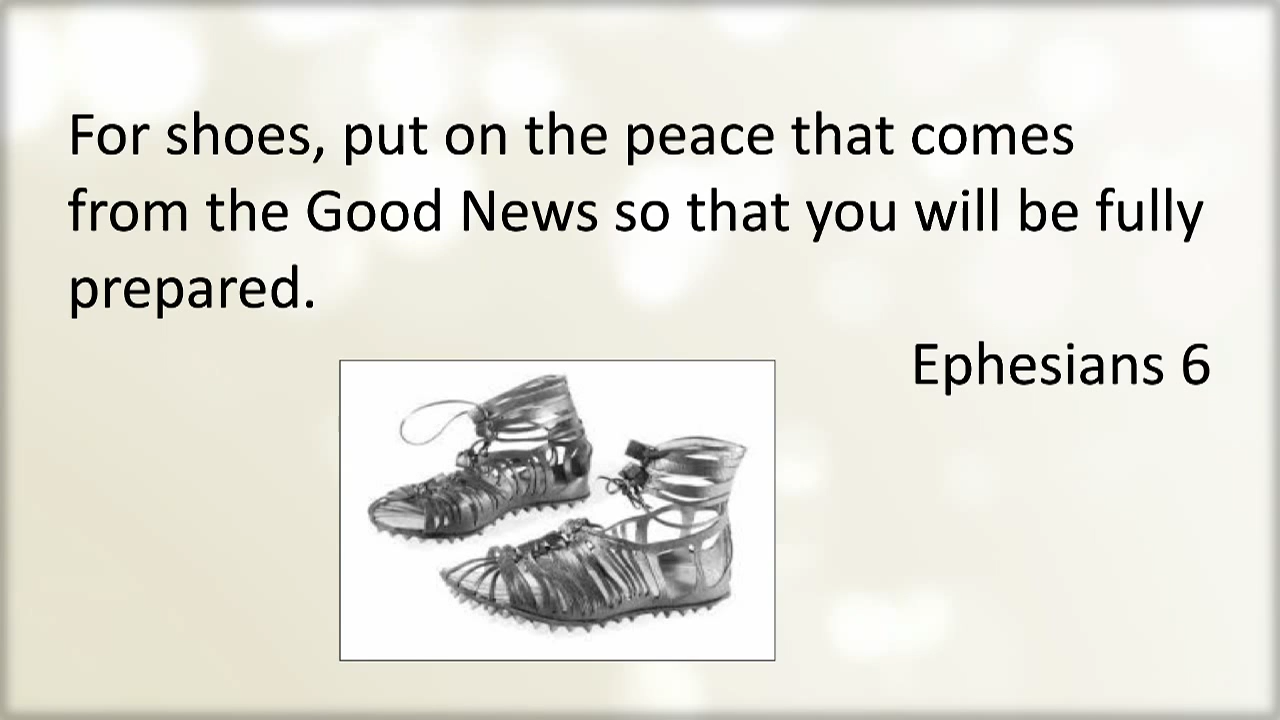 For shoes, put on the peace that comes
from the Good News so that you will be fully
prepared.
Ephesians 6